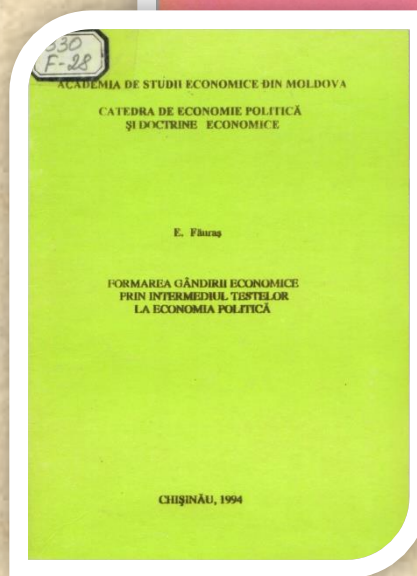 330
F-28
ACADEMIA DE STUDII ECONOMICE DIN MOLDOVA
CATEDRA DE ECONOMIE POLITICĂ
ŞI DOCTRINE ECONOMICE
E. Făuraş
FORMAREA GÂNDIRII ECONOMICE
PRIN INTERMEDIUL TESTELOR
LA ECONOMIA POLITICĂ
CHIŞINĂU, 1994